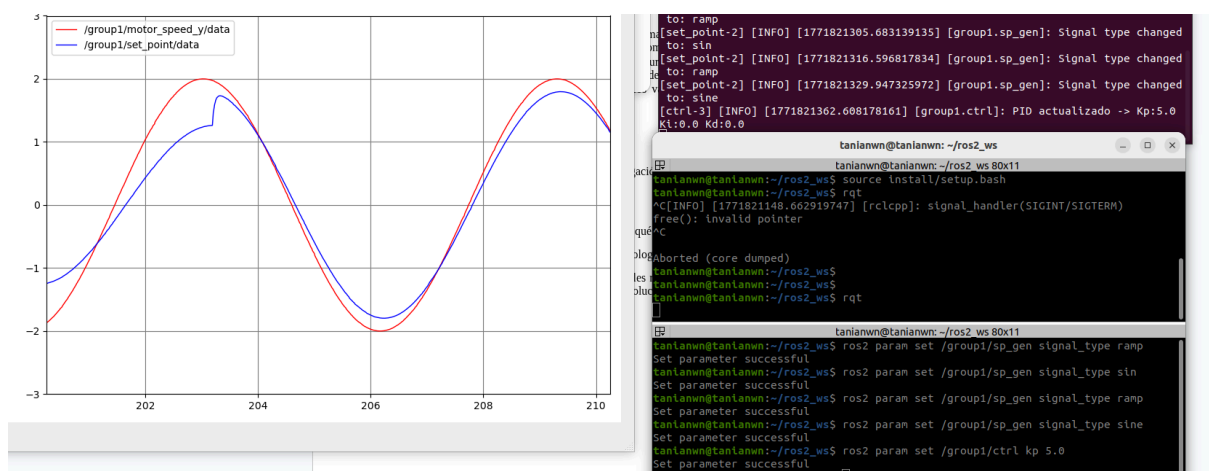 /group1/motor_speed_y/data
/group1/set_point/data
3
2
1
0
−1
−2
−3
202
204
206
208
210
to: ramp
[set_point-2] [INFO] [1771821305.683139135] [group1.sp_gen]: Signal type changed
to: sin
[set_point-2] [INFO] [1771821316.596817834] [group1.sp_gen]: Signal type changed
to: ramp
[set_point-2] [INFO] [1771821329.947325972] [group1.sp_gen]: Signal type changed
to: sine
[ctrl-3] [INFO] [1771821362.608178161] [group1.ctrl]: PID actualizado -> Kp:5.0
Ki:0.0 Kd:0.0
tanianwn@tanianwn: ~/ros2_ws
tanianwn@tanianwn: ~/ros2_ws 80x11
tanianwn@tanianwn:~/ros2_ws$ source install/setup.bash
tanianwn@tanianwn:~/ros2_ws$ rqt
^C[INFO] [1771821148.662919747] [rclcpp]: signal_handler(SIGINT/SIGTERM)
free(): invalid pointer
^C
Aborted (core dumped)
tanianwn@tanianwn:~/ros2_ws$
tanianwn@tanianwn:~/ros2_ws$
tanianwn@tanianwn:~/ros2_ws$ rqt
tanianwn@tanianwn: ~/ros2_ws 80x11
tanianwn@tanianwn:~/ros2_ws$ ros2 param set /group1/sp_gen signal_type ramp
Set parameter successful
tanianwn@tanianwn:~/ros2_ws$ ros2 param set /group1/sp_gen signal_type sin
Set parameter successful
tanianwn@tanianwn:~/ros2_ws$ ros2 param set /group1/sp_gen signal_type ramp
Set parameter successful
tanianwn@tanianwn:~/ros2_ws$ ros2 param set /group1/sp_gen signal_type sine
Set parameter successful
tanianwn@tanianwn:~/ros2_ws$ ros2 param set /group1/ctrl kp 5.0
Set parameter successful